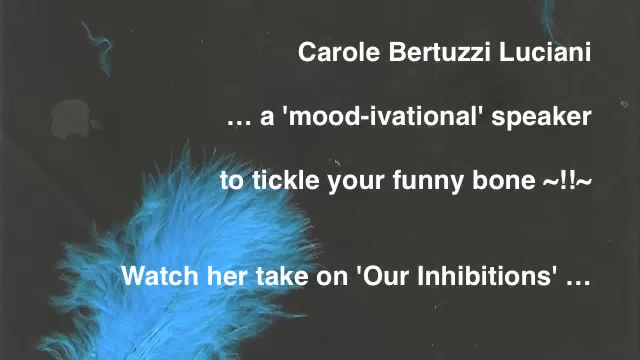 Carole Bertuzzi Luciani
… a 'mood-ivational' speaker
to tickle your funny bone ~!!~
Watch her take on 'Our Inhibitions' …